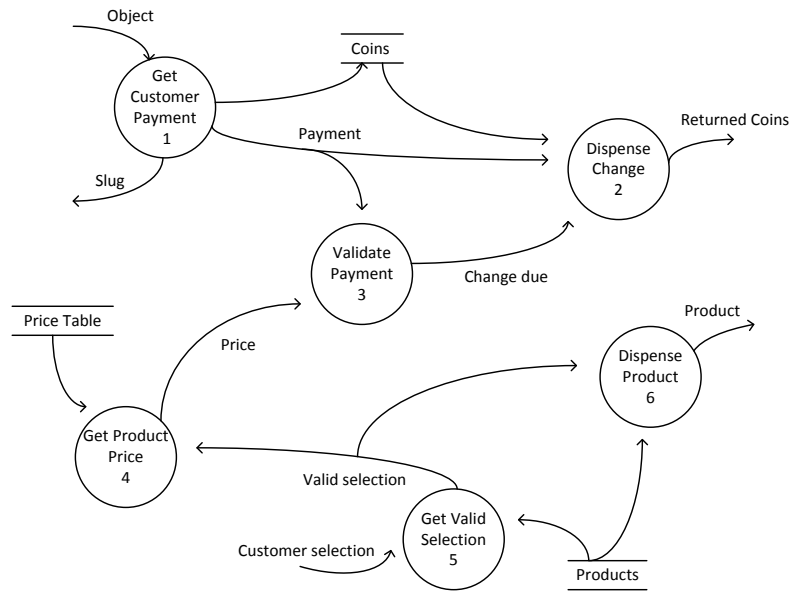 Object
Coins
Get
Customer
Payment
1
Payment
Returned Coins
Dispense
Change
2
Slug
Validate
Payment
3
Change due
Price Table
Price
Product
Dispense
Product
6
Get Product
Price
4
Valid selection
Get Valid
Selection
5
Customer selection
Products